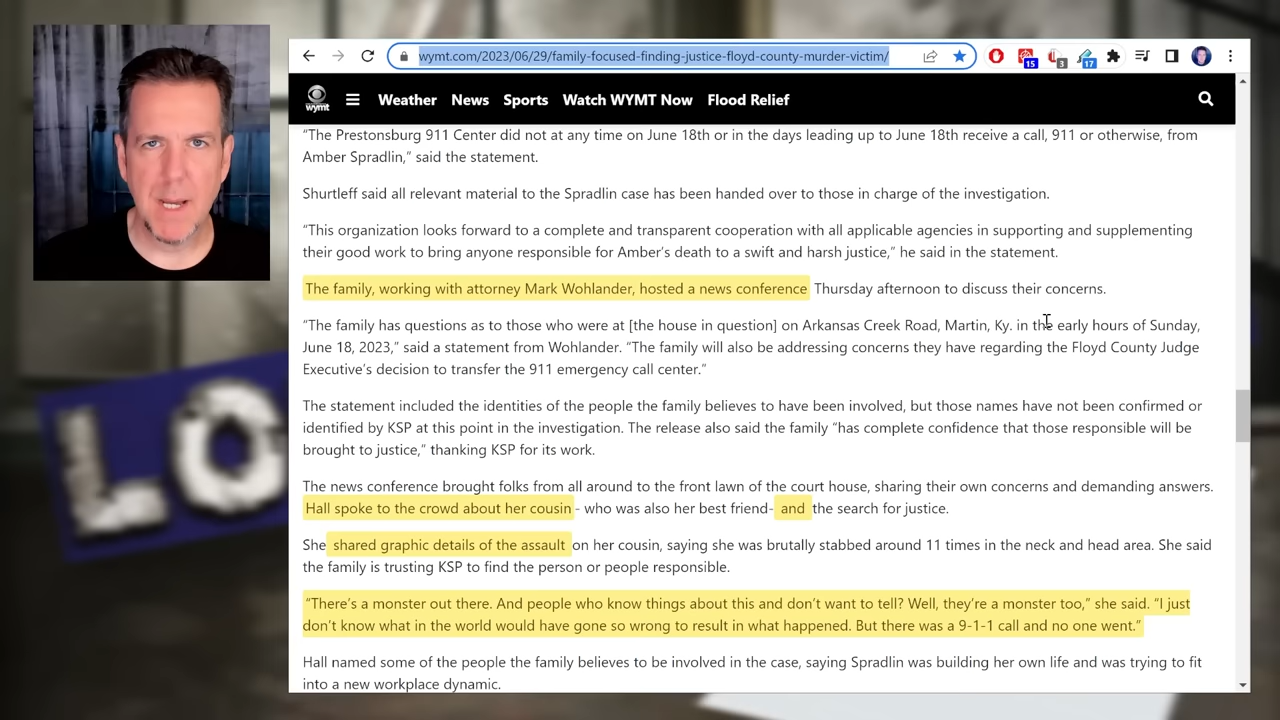 wymt.com/2023/06/29/family-focused-finding-justice-floyd-county-murder-victim/
15
3
17
wymt
Weather News Sports Watch WYMT Now Flood Relief
“The Prestonsburg 911 Center did not at any time on June 18th or in the days leading up to June 18th receive a call, 911 or otherwise, from
Amber Spradlin,” said the statement.
Shurtleff said all relevant material to the Spradlin case has been handed over to those in charge of the investigation.
“This organization looks forward to a complete and transparent cooperation with all applicable agencies in supporting and supplementing
their good work to bring anyone responsible for Amber’s death to a swift and harsh justice,” he said in the statement.
The family, working with attorney Mark Wohlander, hosted a news conference Thursday afternoon to discuss their concerns.
“The family has questions as to those who were at [the house in question] on Arkansas Creek Road, Martin, Ky. in the early hours of Sunday,
June 18, 2023,” said a statement from Wohlander. “The family will also be addressing concerns they have regarding the Floyd County Judge
Executive’s decision to transfer the 911 emergency call center.”
The statement included the identities of the people the family believes to have been involved, but those names have not been confirmed or
identified by KSP at this point in the investigation. The release also said the family “has complete confidence that those responsible will be
brought to justice,” thanking KSP for its work.
The news conference brought folks from all around to the front lawn of the court house, sharing their own concerns and demanding answers.
Hall spoke to the crowd about her cousin - who was also her best friend- and the search for justice.
She shared graphic details of the assault on her cousin, saying she was brutally stabbed around 11 times in the neck and head area. She said
the family is trusting KSP to find the person or people responsible.
“There’s a monster out there. And people who know things about this and don’t want to tell? Well, they’re a monster too,” she said. “I just
don’t know what in the world would have gone so wrong to result in what happened. But there was a 9-1-1 call and no one went.”
Hall named some of the people the family believes to be involved in the case, saying Spradlin was building her own life and was trying to fit
into a new workplace dynamic.
LO